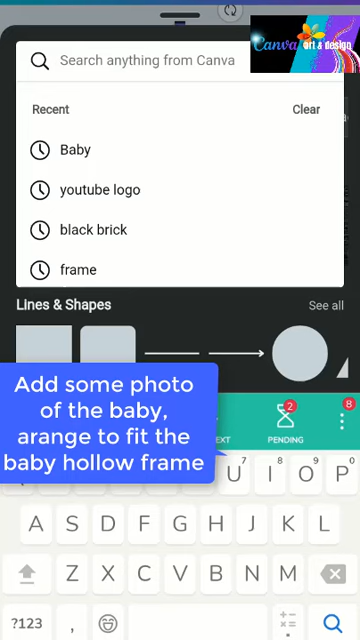 Canva art & design
Search anything from Canva
Recent
Clear
Baby
youtube logo
black brick
frame
Lines & Shapes
See all
Add some photo
of the baby,
arange to fit the
baby hollow frame
EXT
2
PENDING
8
7 8 9 0
U I O P
A S D F G H J K L
Z X C V B N M
?123 ,